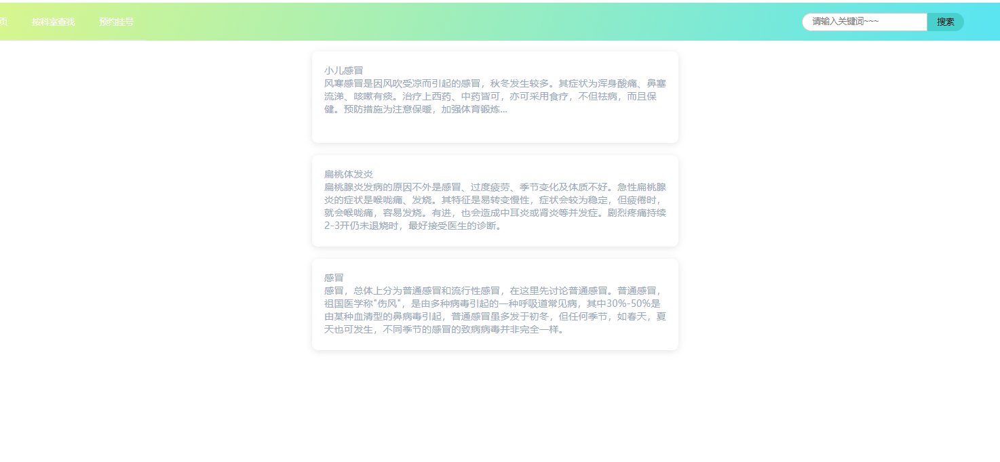 页 按科室查找 预约挂号 请输入关键词~~~ 搜索
小儿感冒
风寒感冒是因风吹受凉而引起的感冒，秋冬发生较多。其症状为浑身酸痛、鼻塞
流涕、咳嗽有痰。治疗上西药、中药皆可，亦可采用食疗，不但祛病，而且保
健。预防措施为注意保暖，加强体育锻炼...
扁桃体发炎
扁桃腺炎发病的原因不外是感冒、过度疲劳、季节变化及体质不好。急性扁桃腺
炎的症状是喉咙痛、发烧。其特征是易转变慢性，症状会较为稳定，但疲倦时，
就会喉咙痛，容易发烧。有进，也会造成中耳炎或肾炎等并发症。剧烈疼痛持续
2-3开仍未退烧时，最好接受医生的诊断。
感冒
感冒，总体上分为普通感冒和流行性感冒，在这里先讨论普通感冒。普通感冒，
祖国医学称"伤风"，是由多种病毒引起的一种呼吸道常见病，其中30%-50%是
由某种血清型的鼻病毒引起，普通感冒虽多发于初冬，但任何季节，如春天，夏
天也可发生，不同季节的感冒的致病病毒并非完全一样。